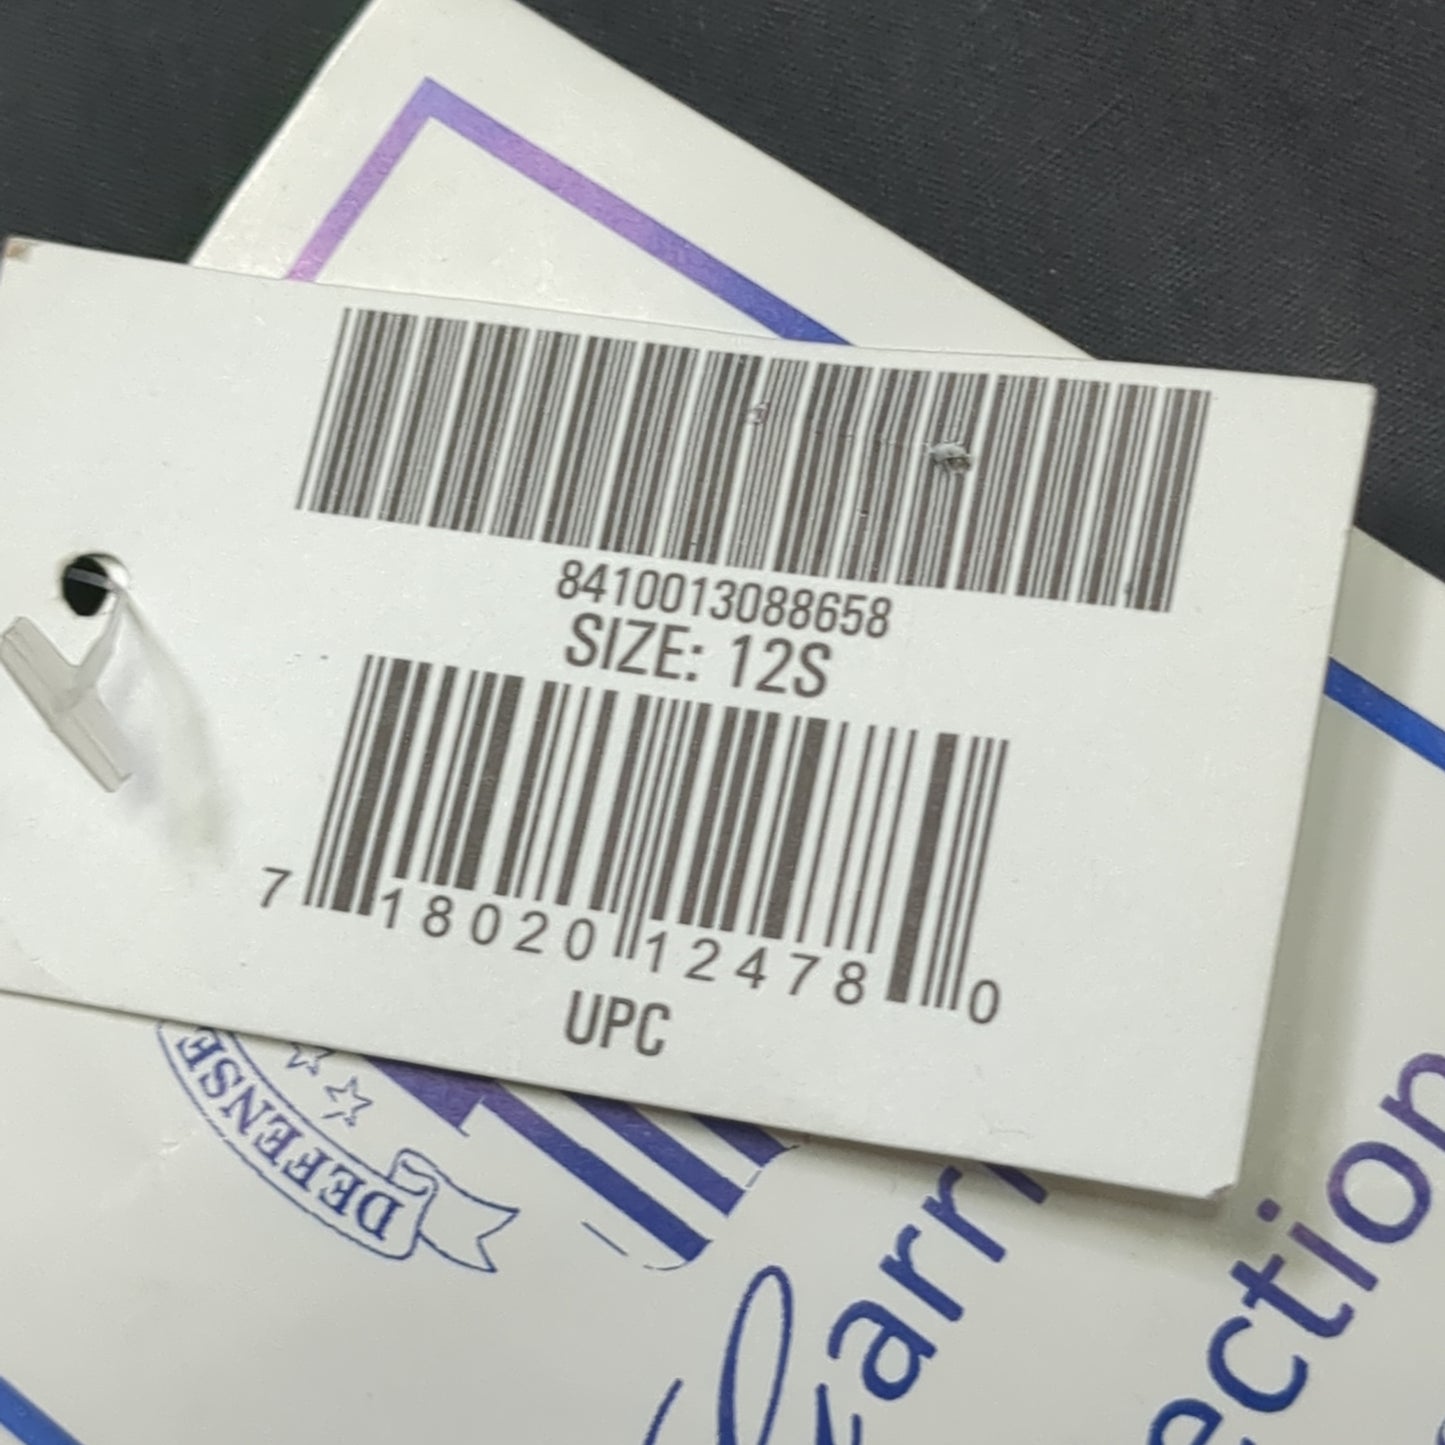 8410013088658
SIZE: 12S
7 18020 12478 0
UPC
DEFENSE